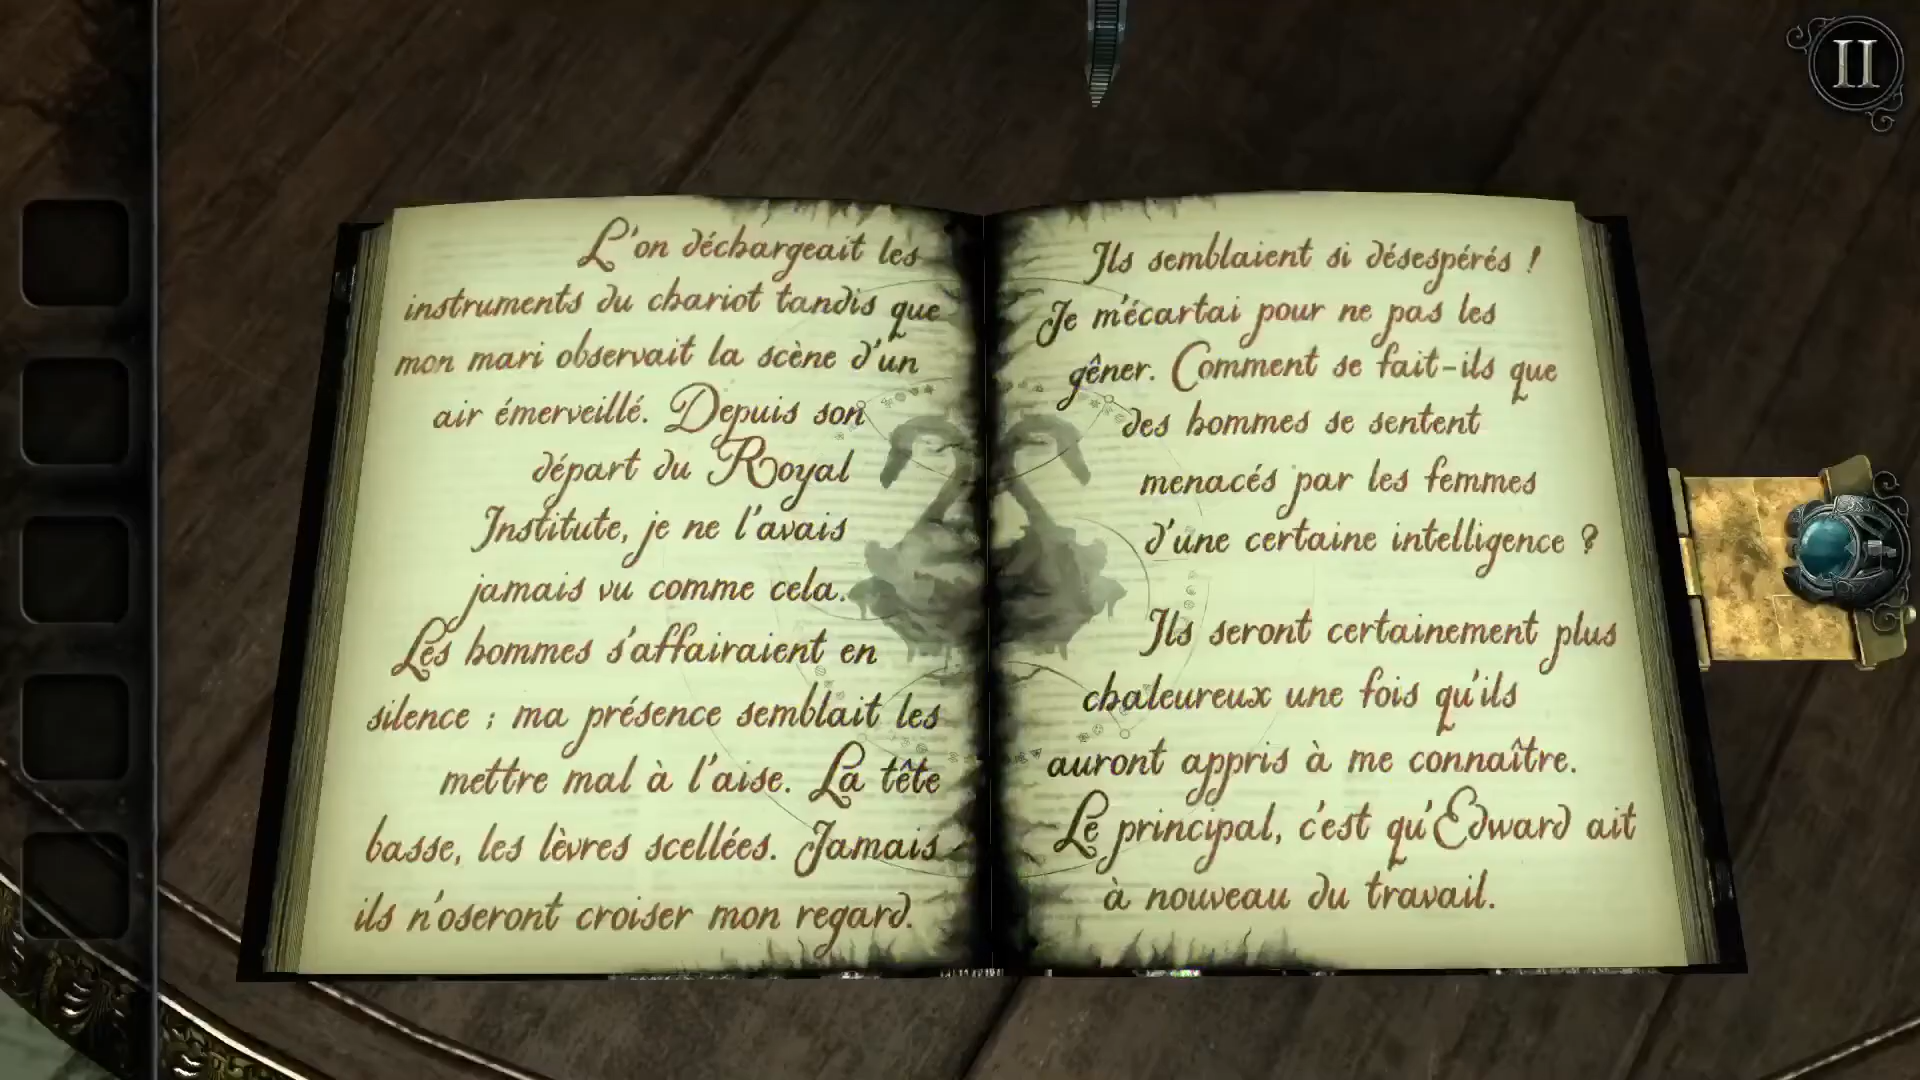 L'on déchargeait les
instruments du chariot tandis que
mon mari observait la scène d'un
air émerveillé. Depuis son
départ du Royal
Institute, je ne l'avais
jamais vu comme cela.
Les hommes s'affairaient en
silence ; ma présence semblait les
mettre mal à l'aise. La tête
basse, les lèvres scellées. Jamais
ils n'oseront croiser mon regard.
Ils semblaient si désespérés !
Je m'écartai pour ne pas les
gêner. Comment se fait-ils que
des hommes se sentent
menacés par les femmes
d'une certaine intelligence ?
Ils seront certainement plus
chaleureux une fois qu'ils
auront appris à me connaître.
Le principal, c'est qu'Edward ait
à nouveau du travail.
II